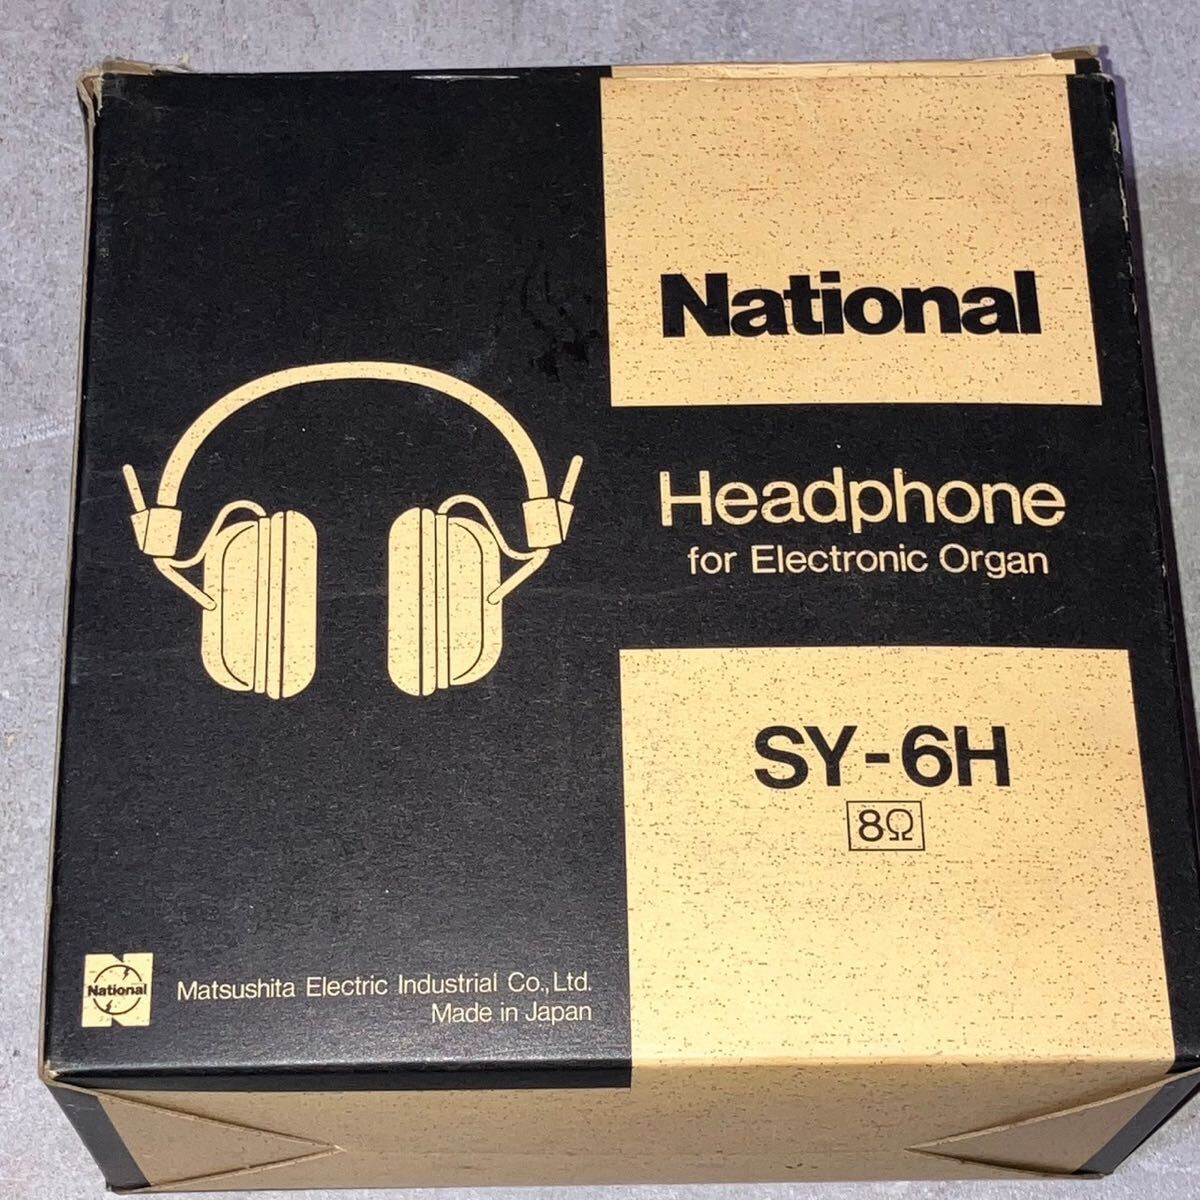 National
Headphone
for Electronic Organ
SY-6H
8Ω
National
Matsushita Electric Industrial Co., Ltd.
Made in Japan